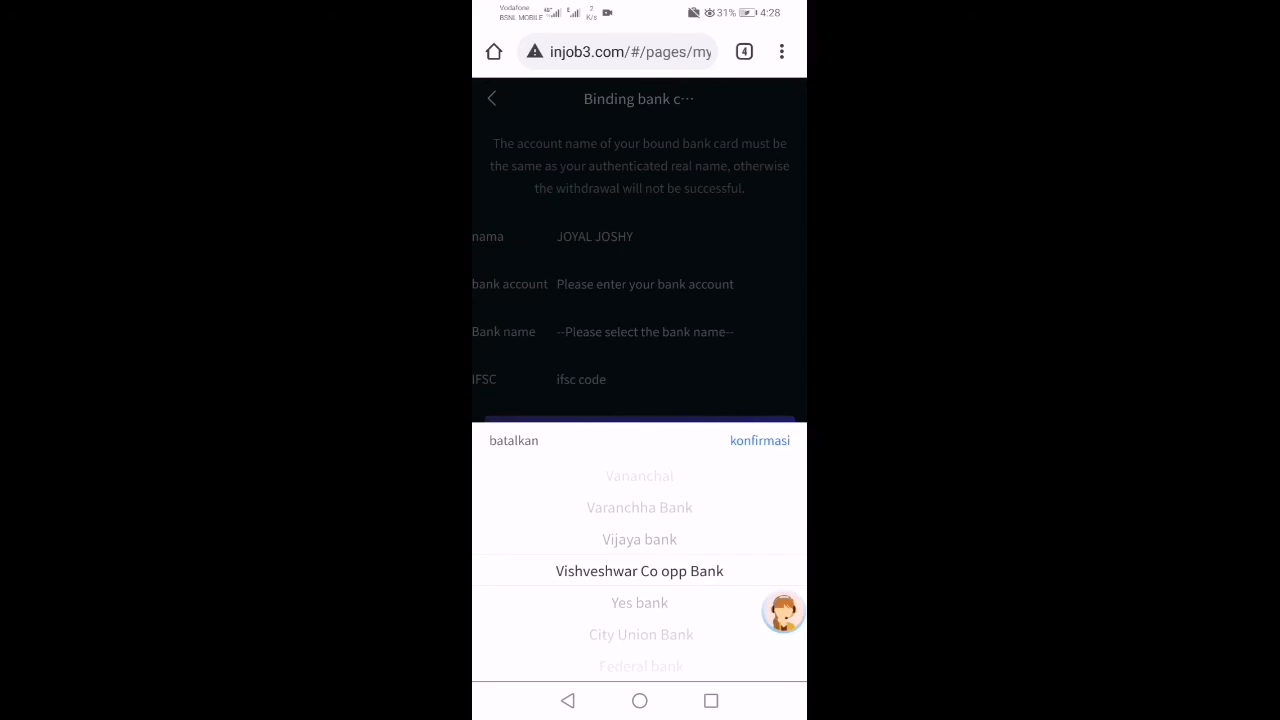 Vodafone
BSNL MOBILE 4G E 2 K/s 31% 4:28
injob3.com/#/pages/my
4
Binding bank c···
The account name of your bound bank card must be
the same as your authenticated real name, otherwise
the withdrawal will not be successful.
nama JOYAL JOSHY
bank account Please enter your bank account
Bank name --Please select the bank name--
IFSC ifsc code
batalkan konfirmasi
Vananchal
Varanchha Bank
Vijaya bank
Vishveshwar Co opp Bank
Yes bank
City Union Bank
Federal bank